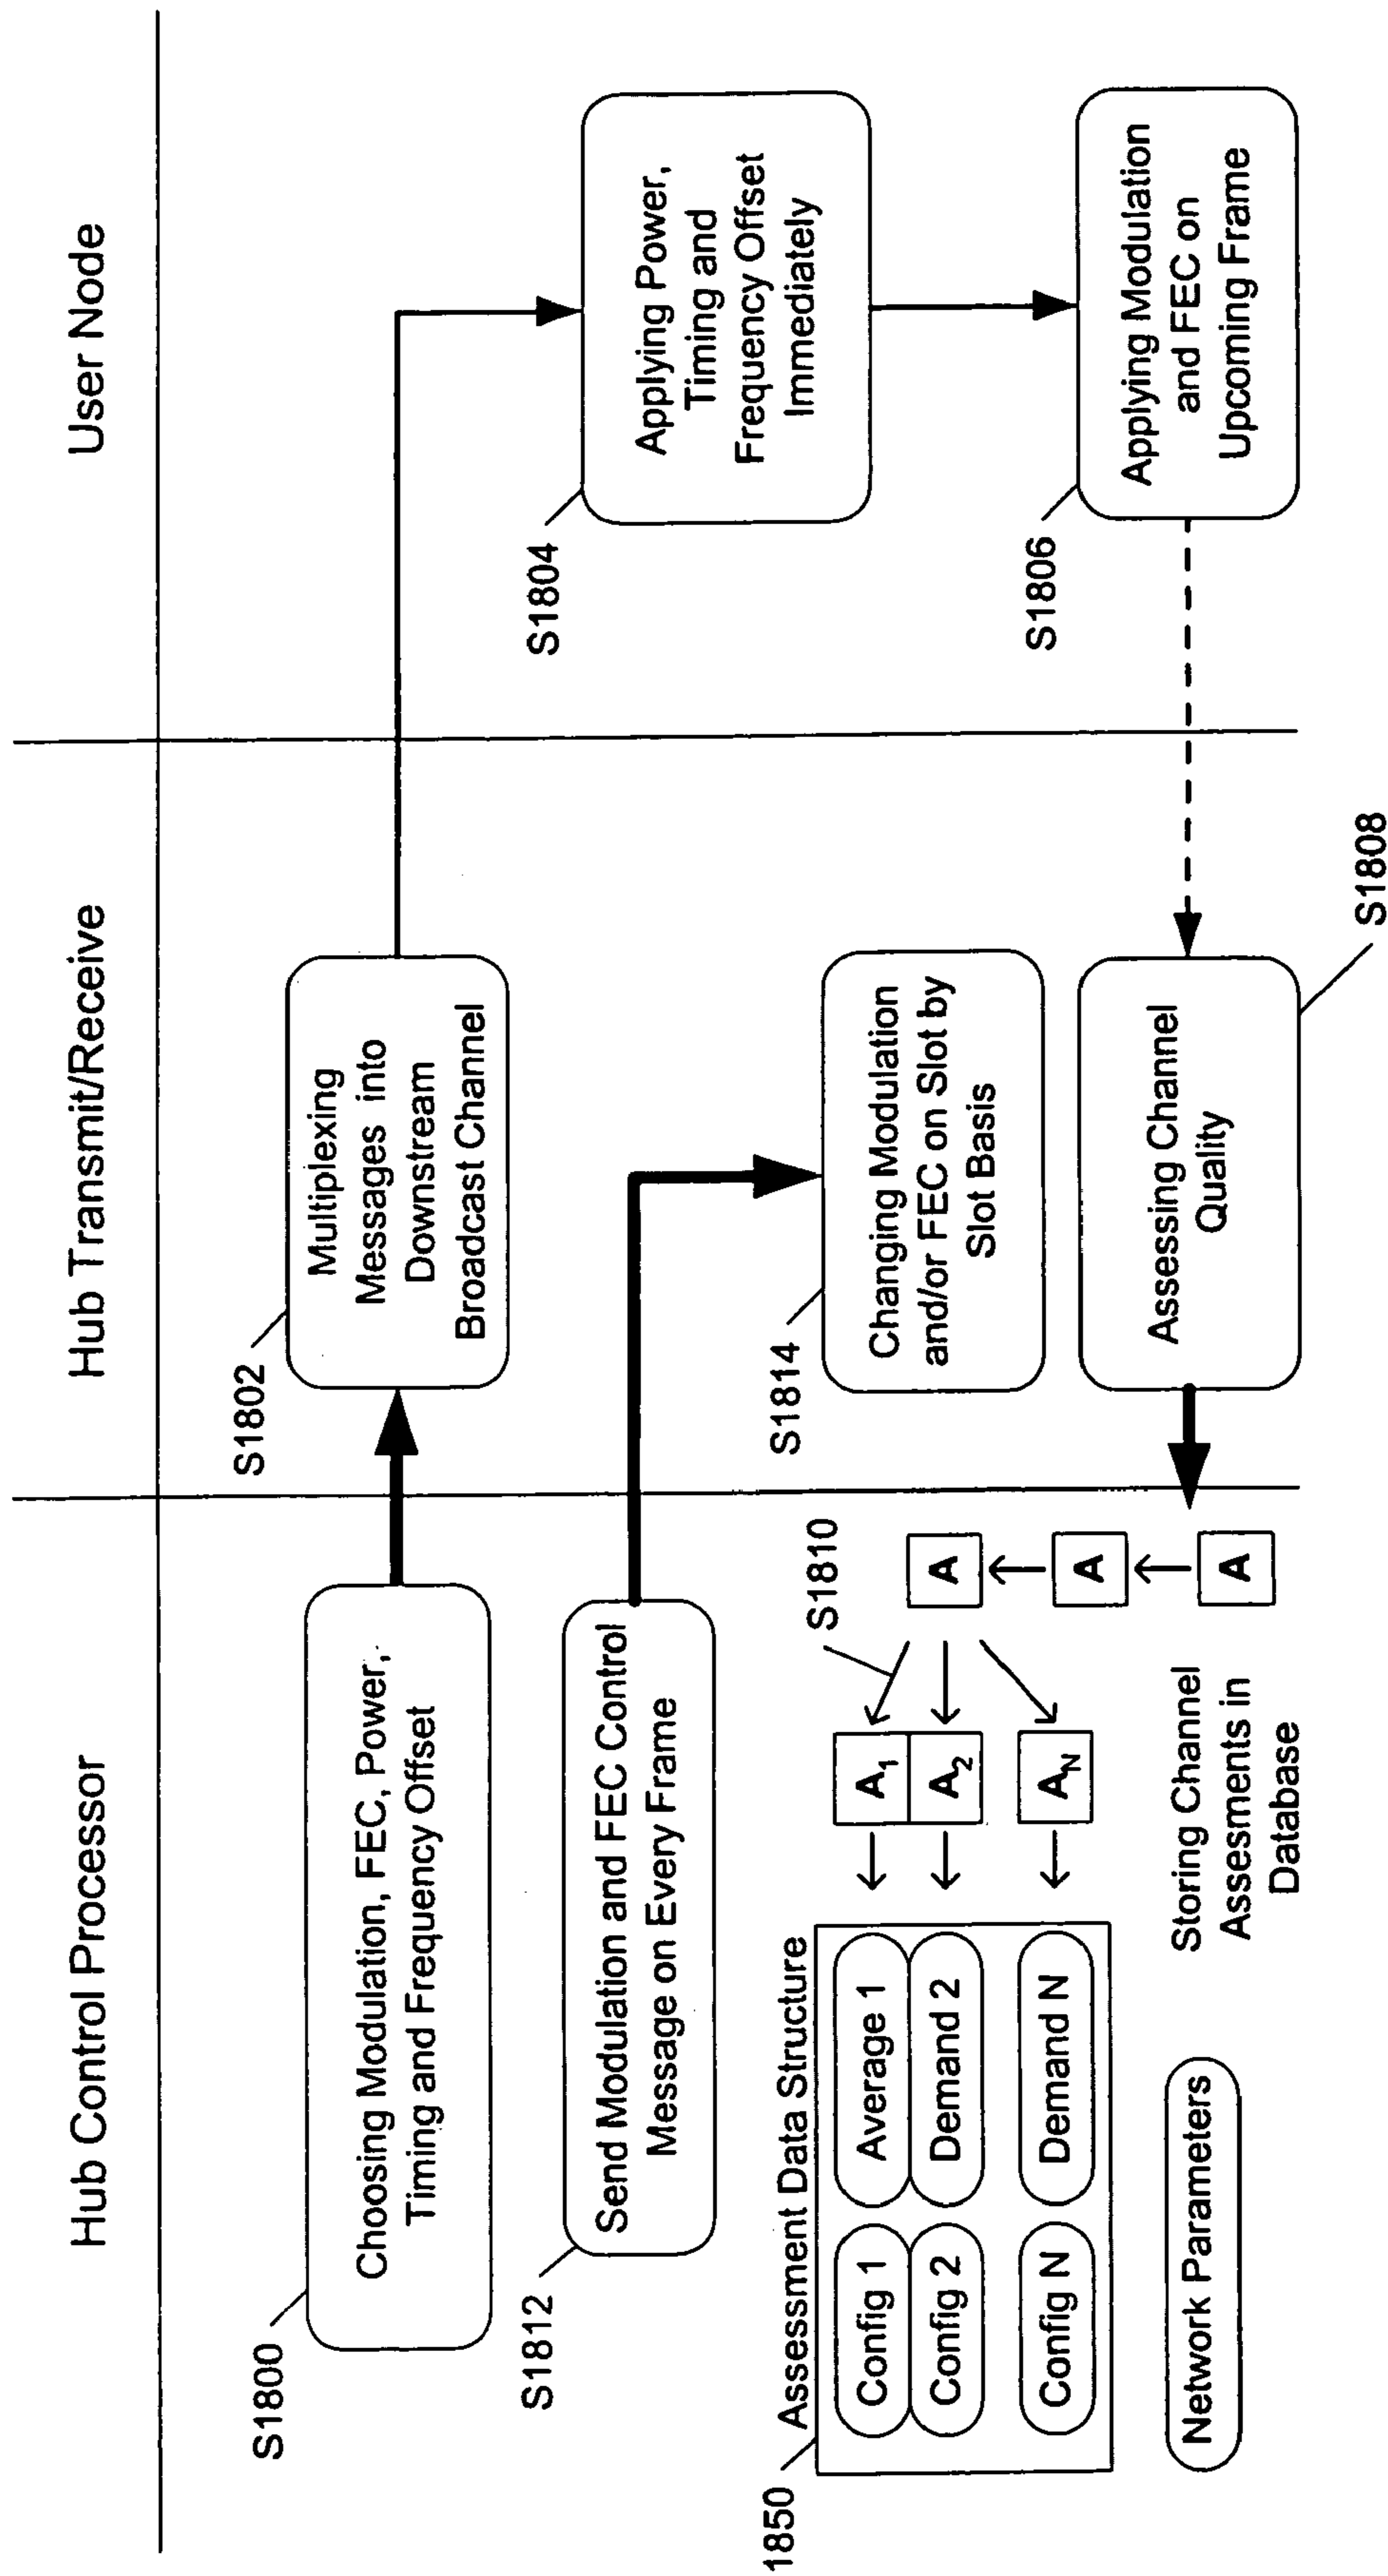 Hub Control Processor
Hub Transmit/Receive
User Node
S1800
Choosing Modulation, FEC, Power,
Timing and Frequency Offset
S1802
Multiplexing
Messages into
Downstream
Broadcast Channel
S1804
Applying Power,
Timing and
Frequency Offset
Immediately
S1812
Send Modulation and FEC Control
Message on Every Frame
S1814
Changing Modulation
and/or FEC on Slot by
Slot Basis
S1806
Applying Modulation
and FEC on
Upcoming Frame
Assessing Channel
Quality
S1808
1850
Assessment Data Structure
Config 1
Average 1
Config 2
Demand 2
Config N
Demand N
A1
A2
AN
S1810
A
A
A
Network Parameters
Storing Channel
Assesments in
Database